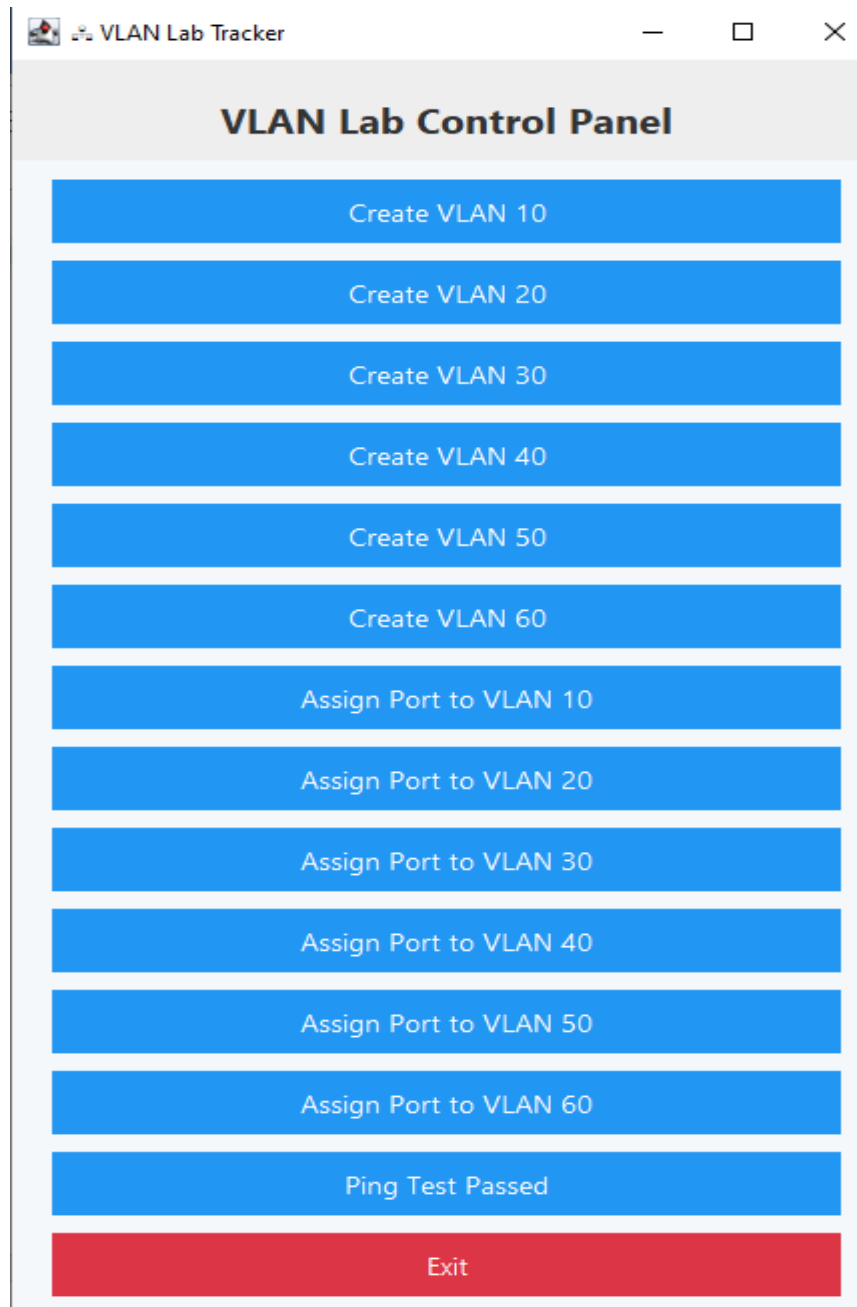 VLAN Lab Tracker
VLAN Lab Control Panel
Create VLAN 10
Create VLAN 20
Create VLAN 30
Create VLAN 40
Create VLAN 50
Create VLAN 60
Assign Port to VLAN 10
Assign Port to VLAN 20
Assign Port to VLAN 30
Assign Port to VLAN 40
Assign Port to VLAN 50
Assign Port to VLAN 60
Ping Test Passed
Exit